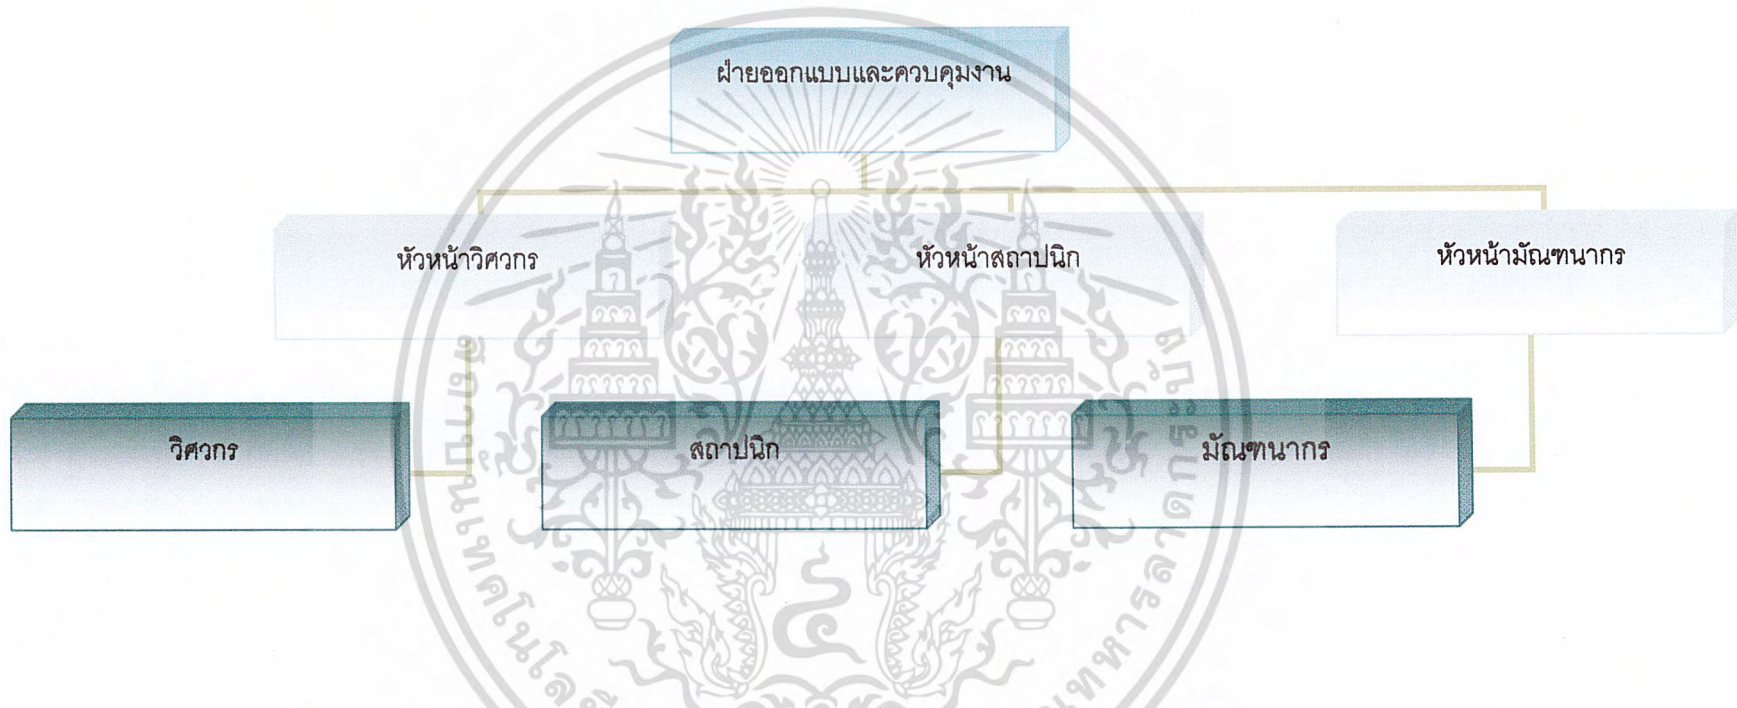 ฝ่ายออกแบบและควบคุมงาน
หัวหน้าวิศวกร
หัวหน้าสถาปนิก
หัวหน้ามัณฑนากร
วิศวกร
สถาปนิก
มัณฑนากร